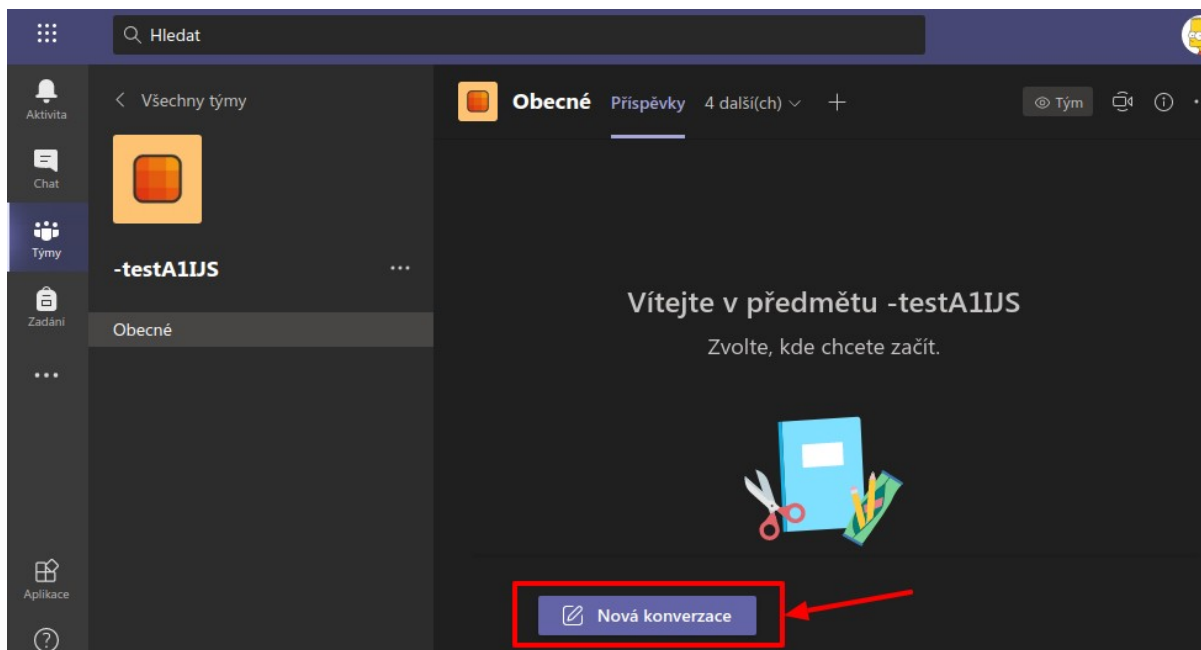 Hledat
Aktivita
Chat
Týmy
Zadání
Aplikace
Všechny týmy
-testA1IJS
Obecné
Obecné Příspěvky 4 další(ch)
Tým
Vítejte v předmětu -testA1IJS
Zvolte, kde chcete začít.
Nová konverzace